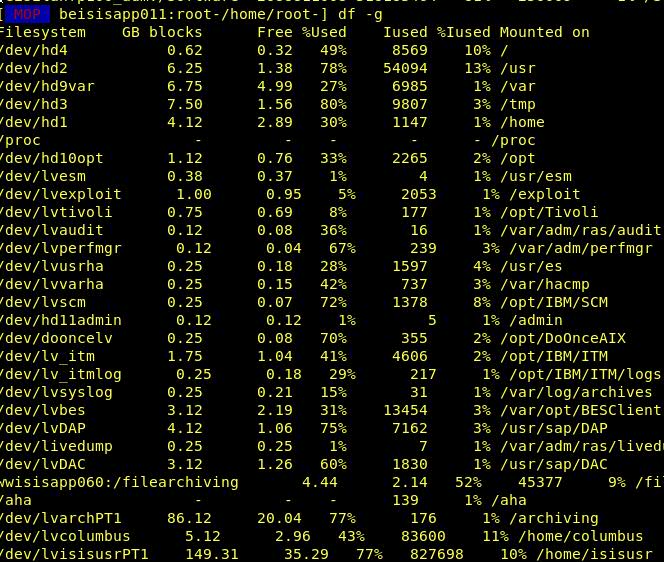 [ MOP ] beisisapp011:root-/home/root-] df -g
Filesystem    GB blocks      Free %Used    Iused %Iused Mounted on
/dev/hd4           0.62      0.32   49%     8569    10% /
/dev/hd2           6.25      1.38   78%    54094    13% /usr
/dev/hd9var        6.75      4.99   27%     6985     1% /var
/dev/hd3           7.50      1.56   80%     9807     3% /tmp
/dev/hd1           4.12      2.89   30%     1147     1% /home
/proc                 -         -    -         -      - /proc
/dev/hd10opt       1.12      0.76   33%     2265     2% /opt
/dev/lvesm         0.38      0.37    1%        4     1% /usr/esm
/dev/lvexploit      1.00      0.95    5%     2053     1% /exploit
/dev/lvtivoli      0.75      0.69    8%      177     1% /opt/Tivoli
/dev/lvaudit       0.12      0.08   36%       16     1% /var/adm/ras/audit
/dev/lvperfmgr      0.12      0.04   67%      239     3% /var/adm/perfmgr
/dev/lvusrha       0.25      0.18   28%     1597     4% /usr/es
/dev/lvvarha       0.25      0.15   42%      737     3% /var/hacmp
/dev/lvscm         0.25      0.07   72%     1378     8% /opt/IBM/SCM
/dev/hd11admin      0.12      0.12    1%        5     1% /admin
/dev/dooncelv      0.25      0.08   70%      355     2% /opt/DoOnceAIX
/dev/lv_itm        1.75      1.04   41%     4606     2% /opt/IBM/ITM
/dev/lv_itmlog      0.25      0.18   29%      217     1% /opt/IBM/ITM/logs
/dev/lvsyslog      0.25      0.21   15%       31     1% /var/log/archives
/dev/lvbes         3.12      2.19   31%    13454     3% /var/opt/BESClient
/dev/lvDAP         4.12      1.06   75%     7162     3% /usr/sap/DAP
/dev/livedump      0.25      0.25    1%        7     1% /var/adm/ras/lived
/dev/lvDAC         3.12      1.26   60%     1830     1% /usr/sap/DAC
wwisisapp060:/filearchiving       4.44      2.14   52%    45377     9% /fil
/aha                  -         -    -       139     1% /aha
/dev/lvarchPT1    86.12     20.04   77%      176     1% /archiving
/dev/lvcolumbus      5.12      2.96   43%    83600    11% /home/columbus
/dev/lvisisusrPT1    149.31     35.29   77%   827698    10% /home/isisusr